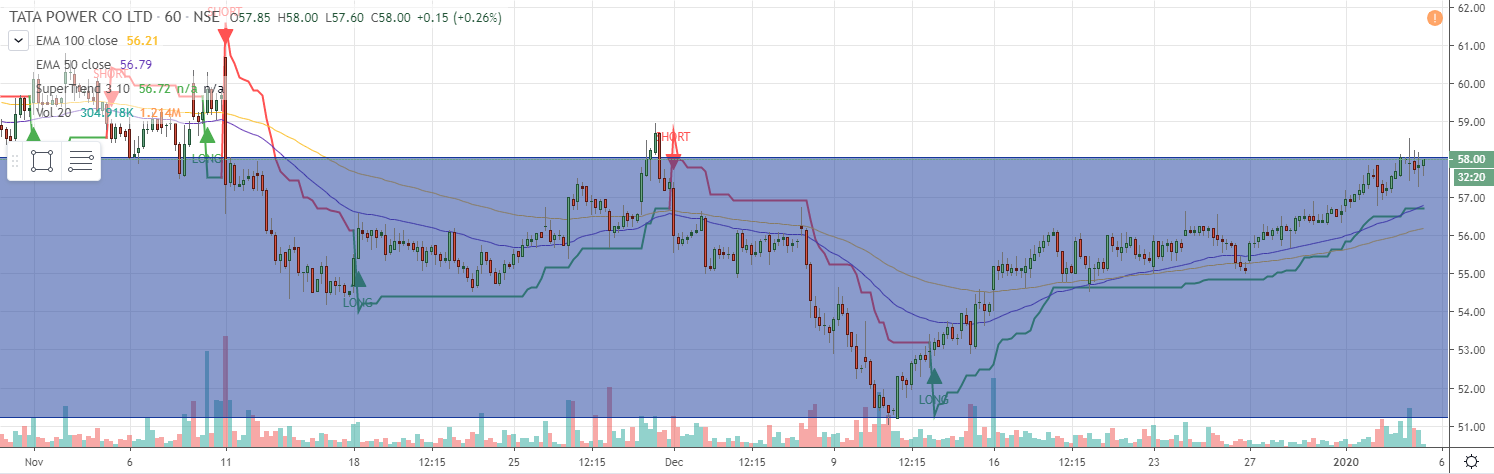 TATA POWER CO LTD · 60 · NSE O57.85 H58.00 L57.60 C58.00 +0.15 (+0.26%)
EMA 100 close 56.21
EMA 50 close 56.79
SuperTrend 3 10 56.72 n/a n/a
Vol 20 304.918K 1.214M
SHORT
SHORT
LONG
LONG
SHORT
LONG
62.00
61.00
60.00
59.00
58.00
32:20
57.00
56.00
55.00
54.00
53.00
52.00
51.00
Nov 6 11 18 12:15 25 12:15 Dec 12:15 9 12:15 16 12:15 23 27 2020 6